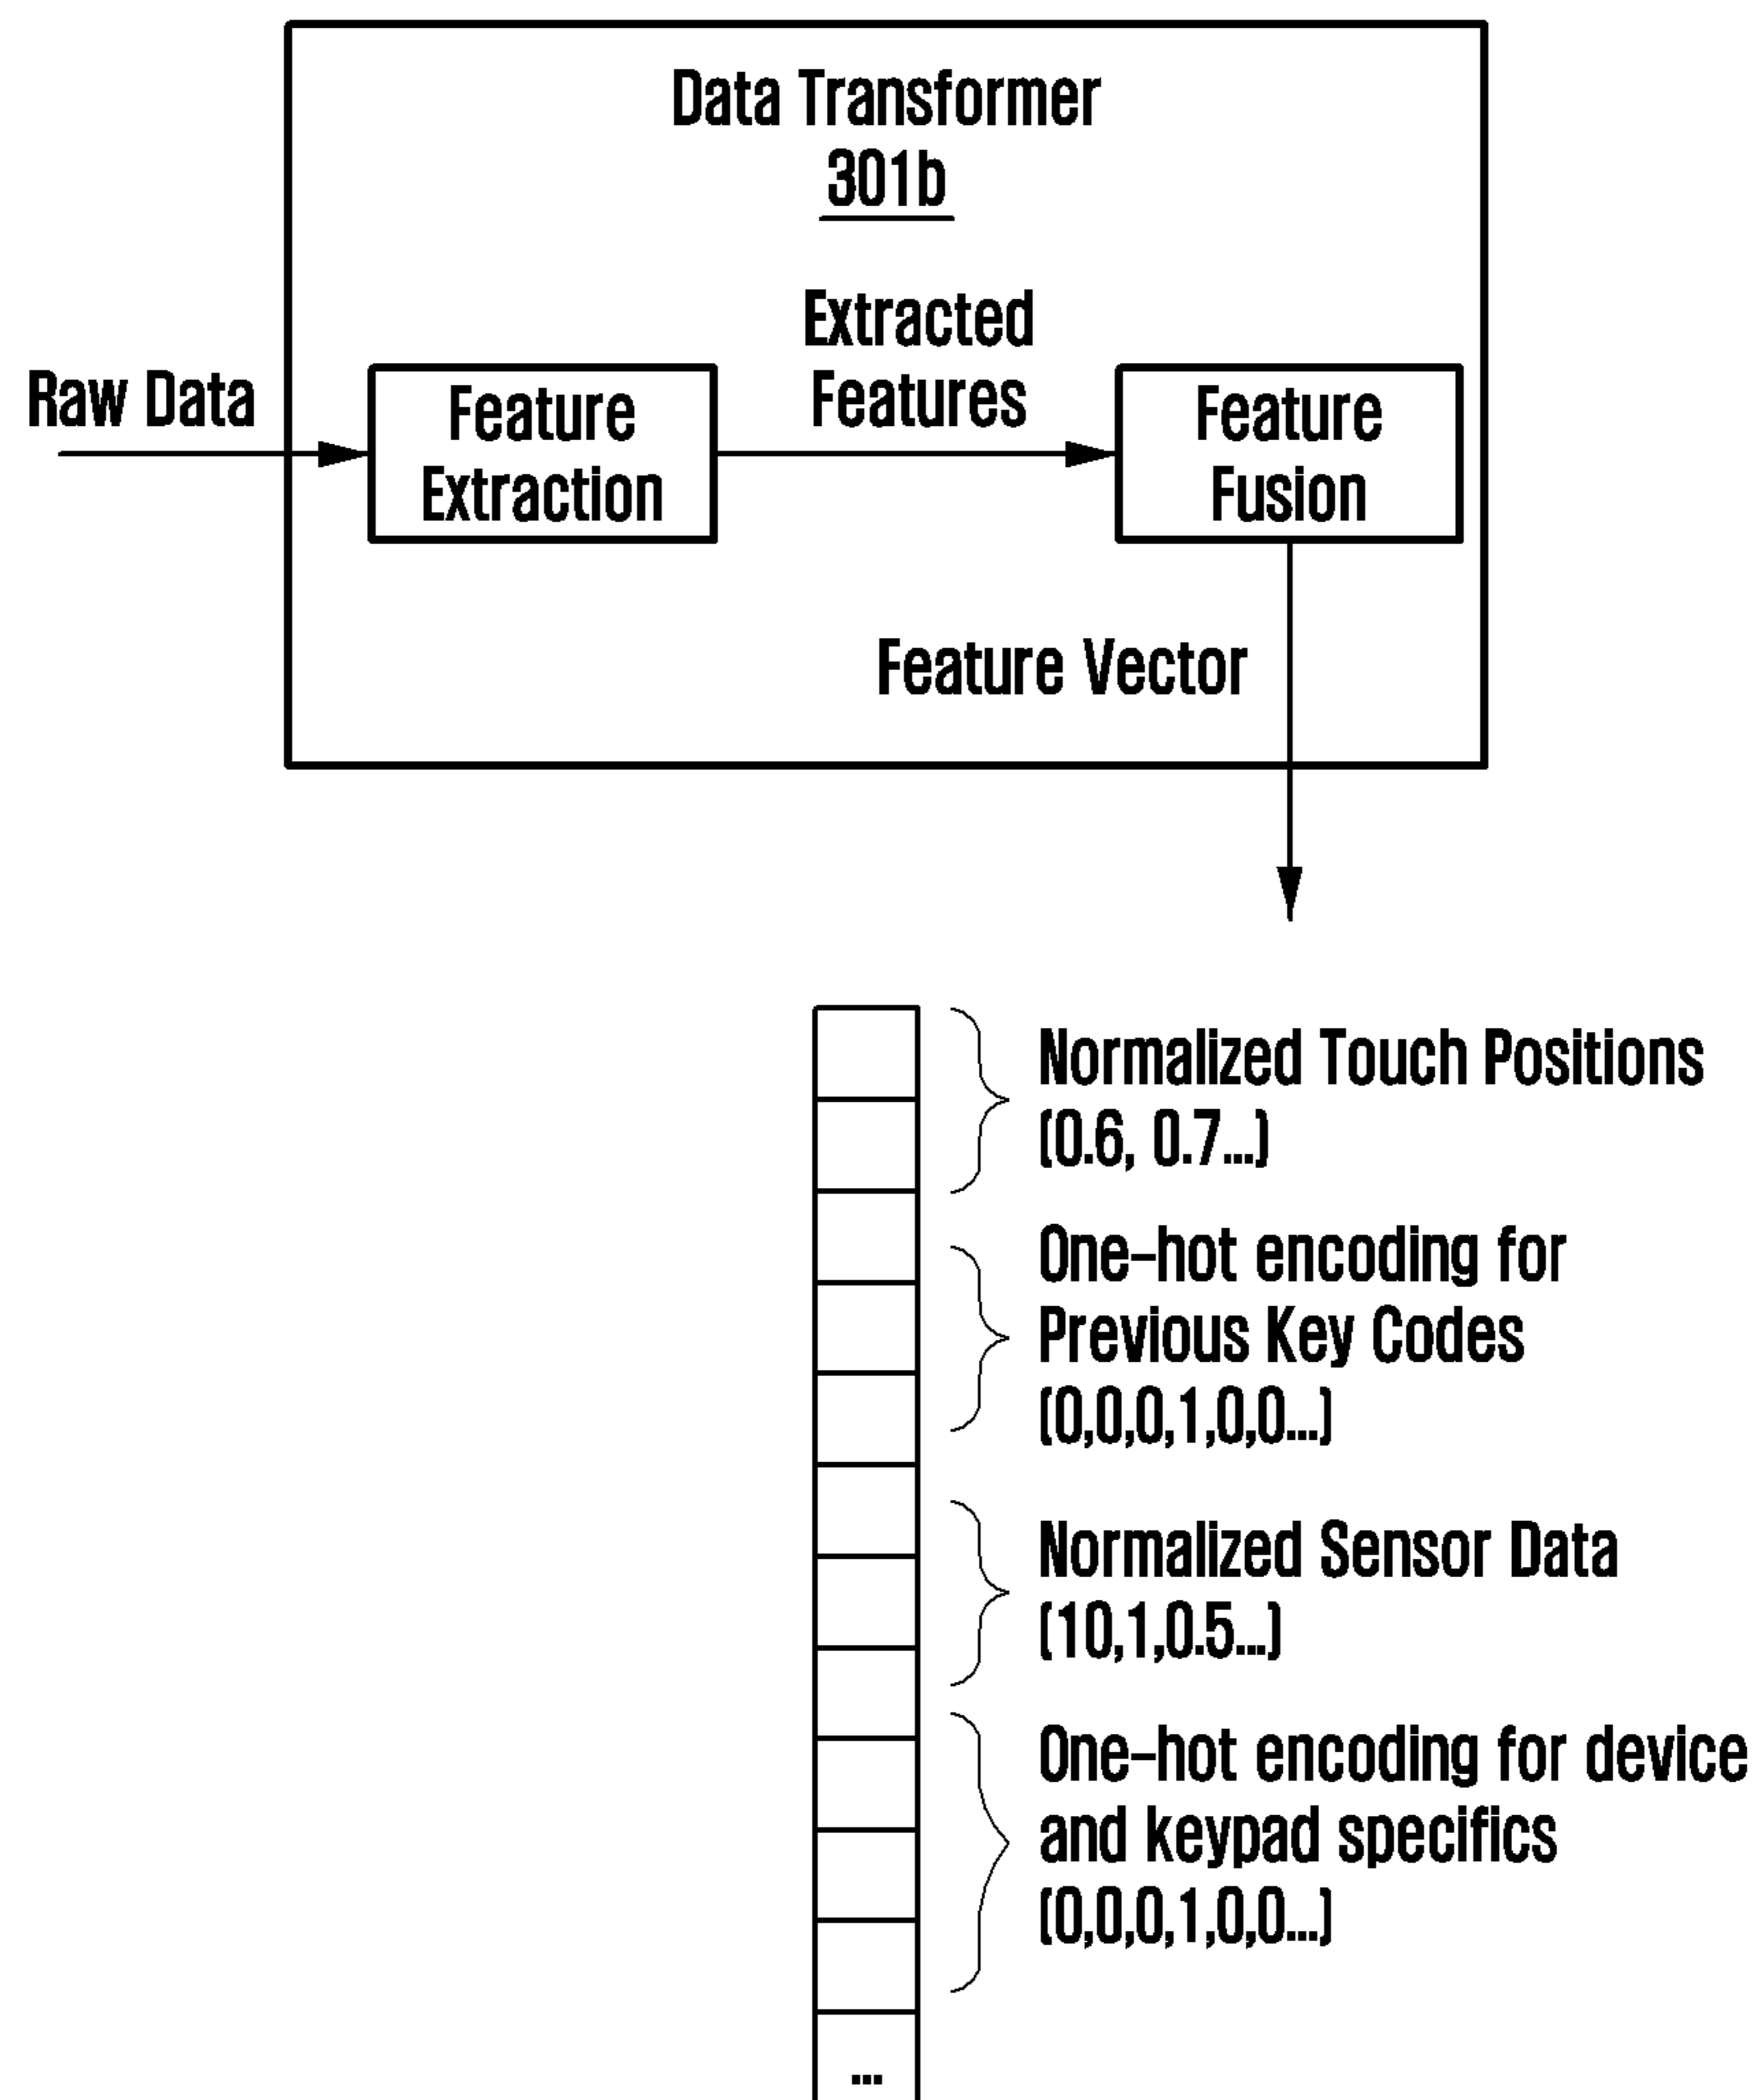 Data Transformer
301b
Raw Data
Feature
Extraction
Extracted
Features
Feature
Fusion
Feature Vector
Normalized Touch Positions
(0.6, 0.7...)
One-hot encoding for
Previous Key Codes
(0,0,0,1,0,0...)
Normalized Sensor Data
(10,1,0.5...)
One-hot encoding for device
and keypad specifics
(0,0,0,1,0,0...)
...